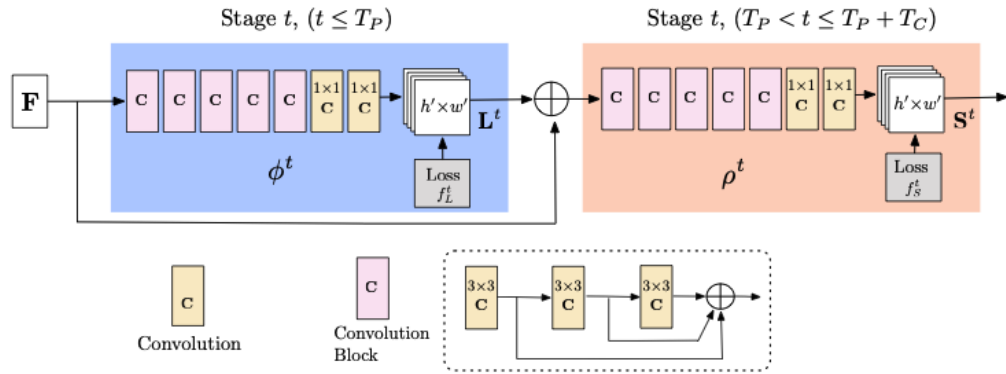 Stage t, (t ≤ T_P)
Stage t, (T_P < t ≤ T_P + T_C)
F
C C C C C 1×1 C 1×1 C
h′×w′
L^t
Loss
f_L^t
ϕ^t
C C C C C 1×1 C 1×1 C
h′×w′
S^t
Loss
f_S^t
ρ^t
C
Convolution
C
Convolution
Block
3×3 C 3×3 C 3×3 C